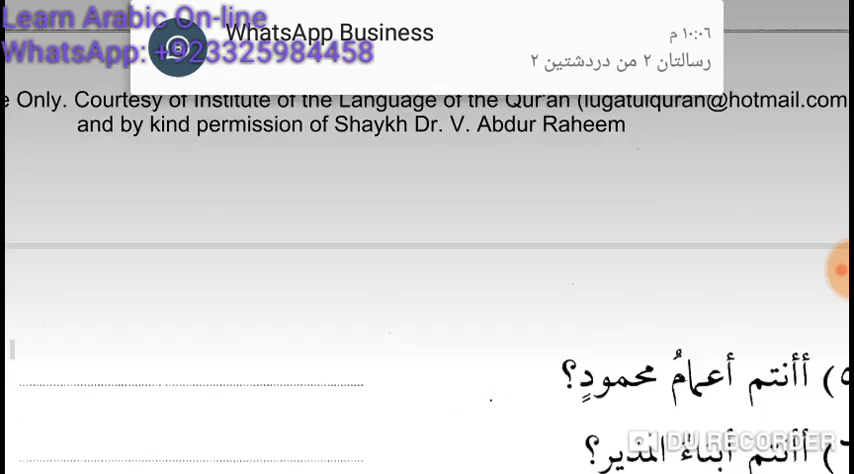 Learn Arabic On-line
WhatsApp: +923325984458
WhatsApp Business
١٠:٠٦ م
رسالتان ٢ من دردشتين ٢
e Only. Courtesy of Institute of the Language of the Qur'an (lugatulquran@hotmail.com
and by kind permission of Shaykh Dr. V. Abdur Raheem
٥) أأنتم أعمامُ محمودٍ؟
أأنتم أبناءُ المدير؟
DU RECORDER